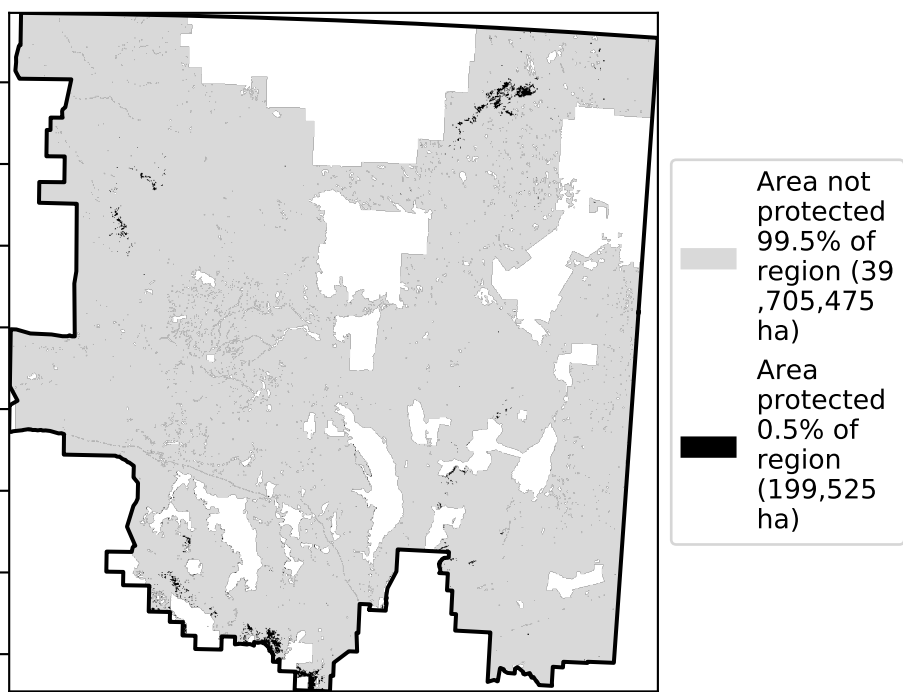 Area not
protected
99.5% of
region (39
,705,475
ha)
Area
protected
0.5% of
region
(199,525
ha)